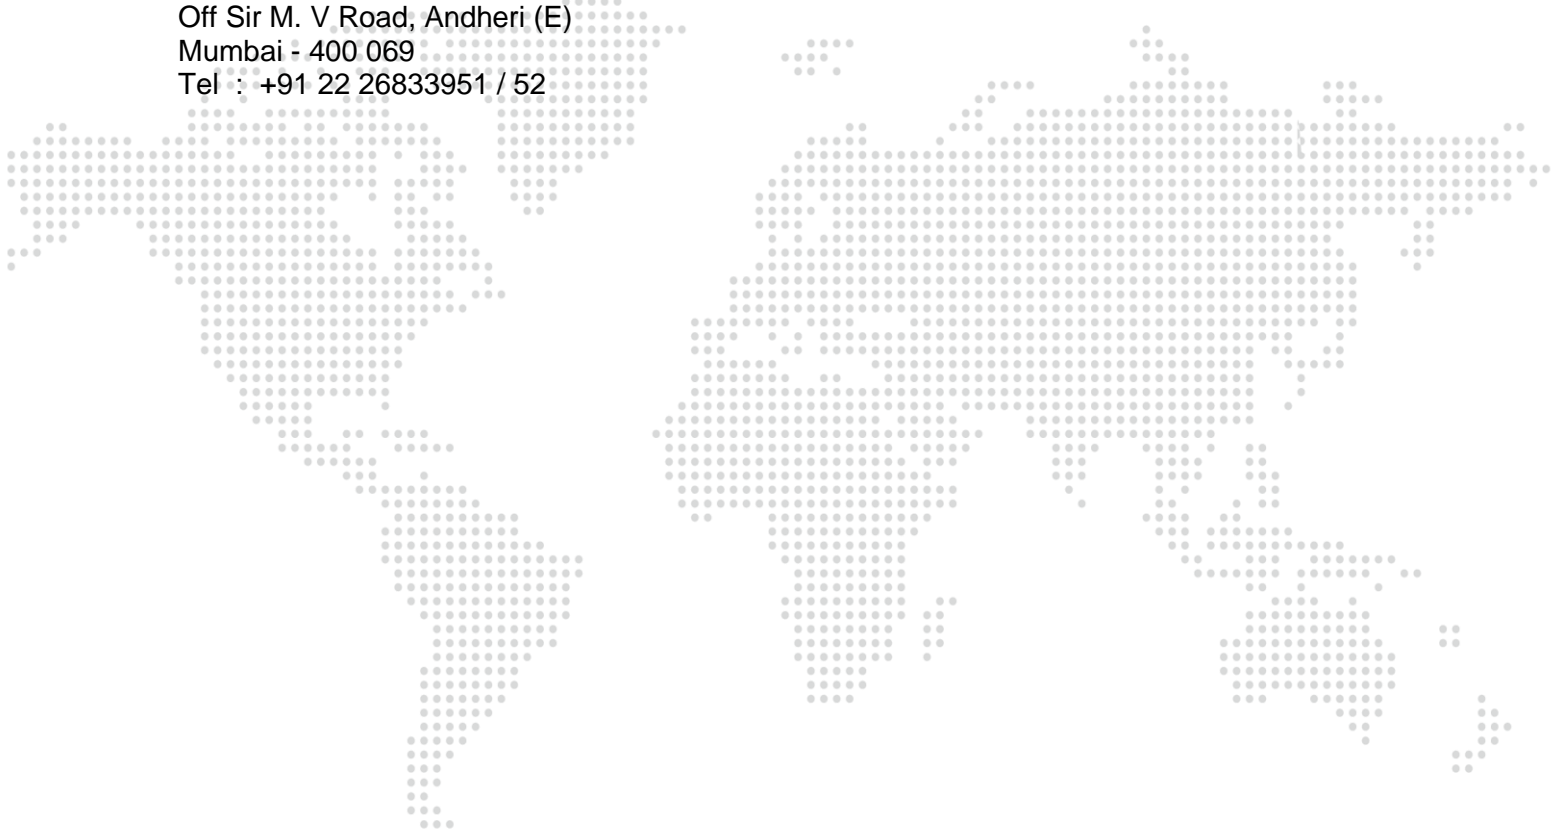 Off Sir M. V Road, Andheri (E)
Mumbai - 400 069
Tel : +91 22 26833951 / 52